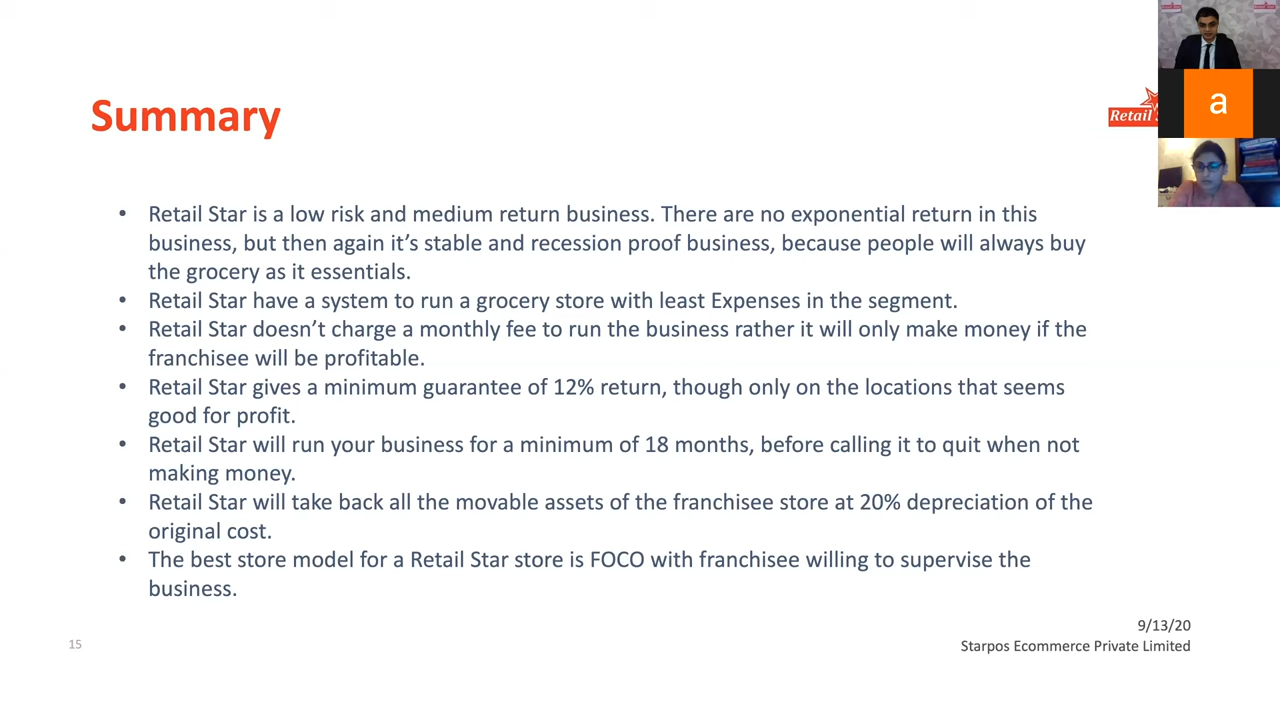 Summary
Retail
a
• Retail Star is a low risk and medium return business. There are no exponential return in this
business, but then again it’s stable and recession proof business, because people will always buy
the grocery as it essentials.
• Retail Star have a system to run a grocery store with least Expenses in the segment.
• Retail Star doesn’t charge a monthly fee to run the business rather it will only make money if the
franchisee will be profitable.
• Retail Star gives a minimum guarantee of 12% return, though only on the locations that seems
good for profit.
• Retail Star will run your business for a minimum of 18 months, before calling it to quit when not
making money.
• Retail Star will take back all the movable assets of the franchisee store at 20% depreciation of the
original cost.
• The best store model for a Retail Star store is FOCO with franchisee willing to supervise the
business.
9/13/20
15
Starpos Ecommerce Private Limited